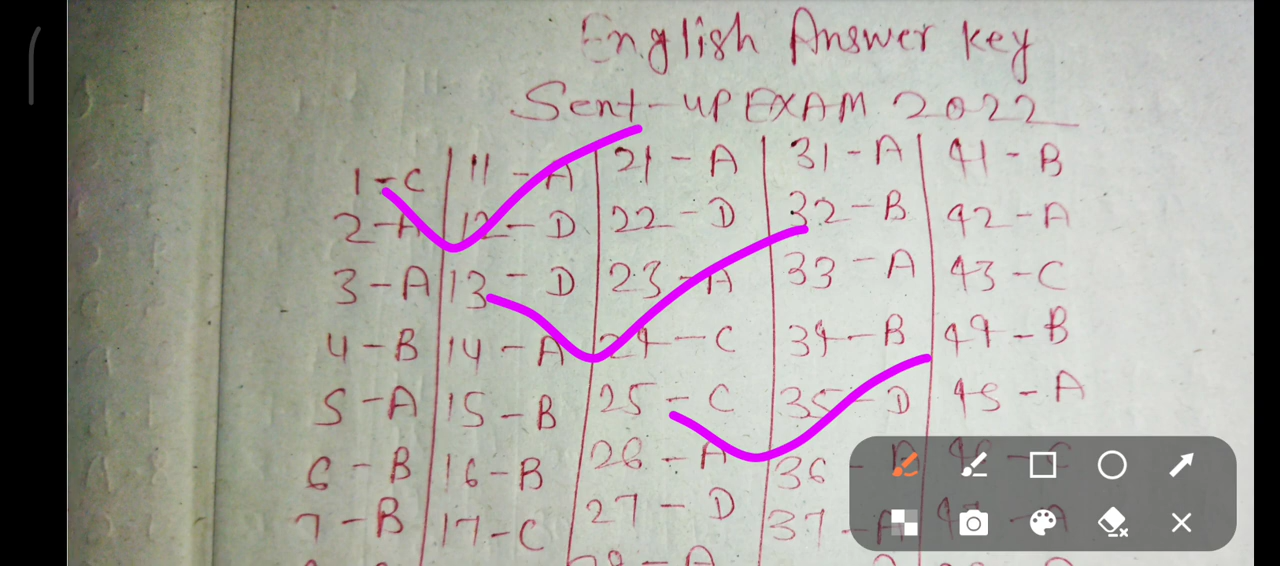 English Answer key
Sent-up EXAM 2022
1-C 11-A 21-A 31-A 41-B
2-A 12-D 22-D 32-B 42-A
3-A 13-D 23-A 33-A 43-C
4-B 14-A 24-C 34-B 44-B
5-A 15-B 25-C 35-D 45-A
6-B 16-B 26-A 36-
7-B 17-C 27-D 37-A